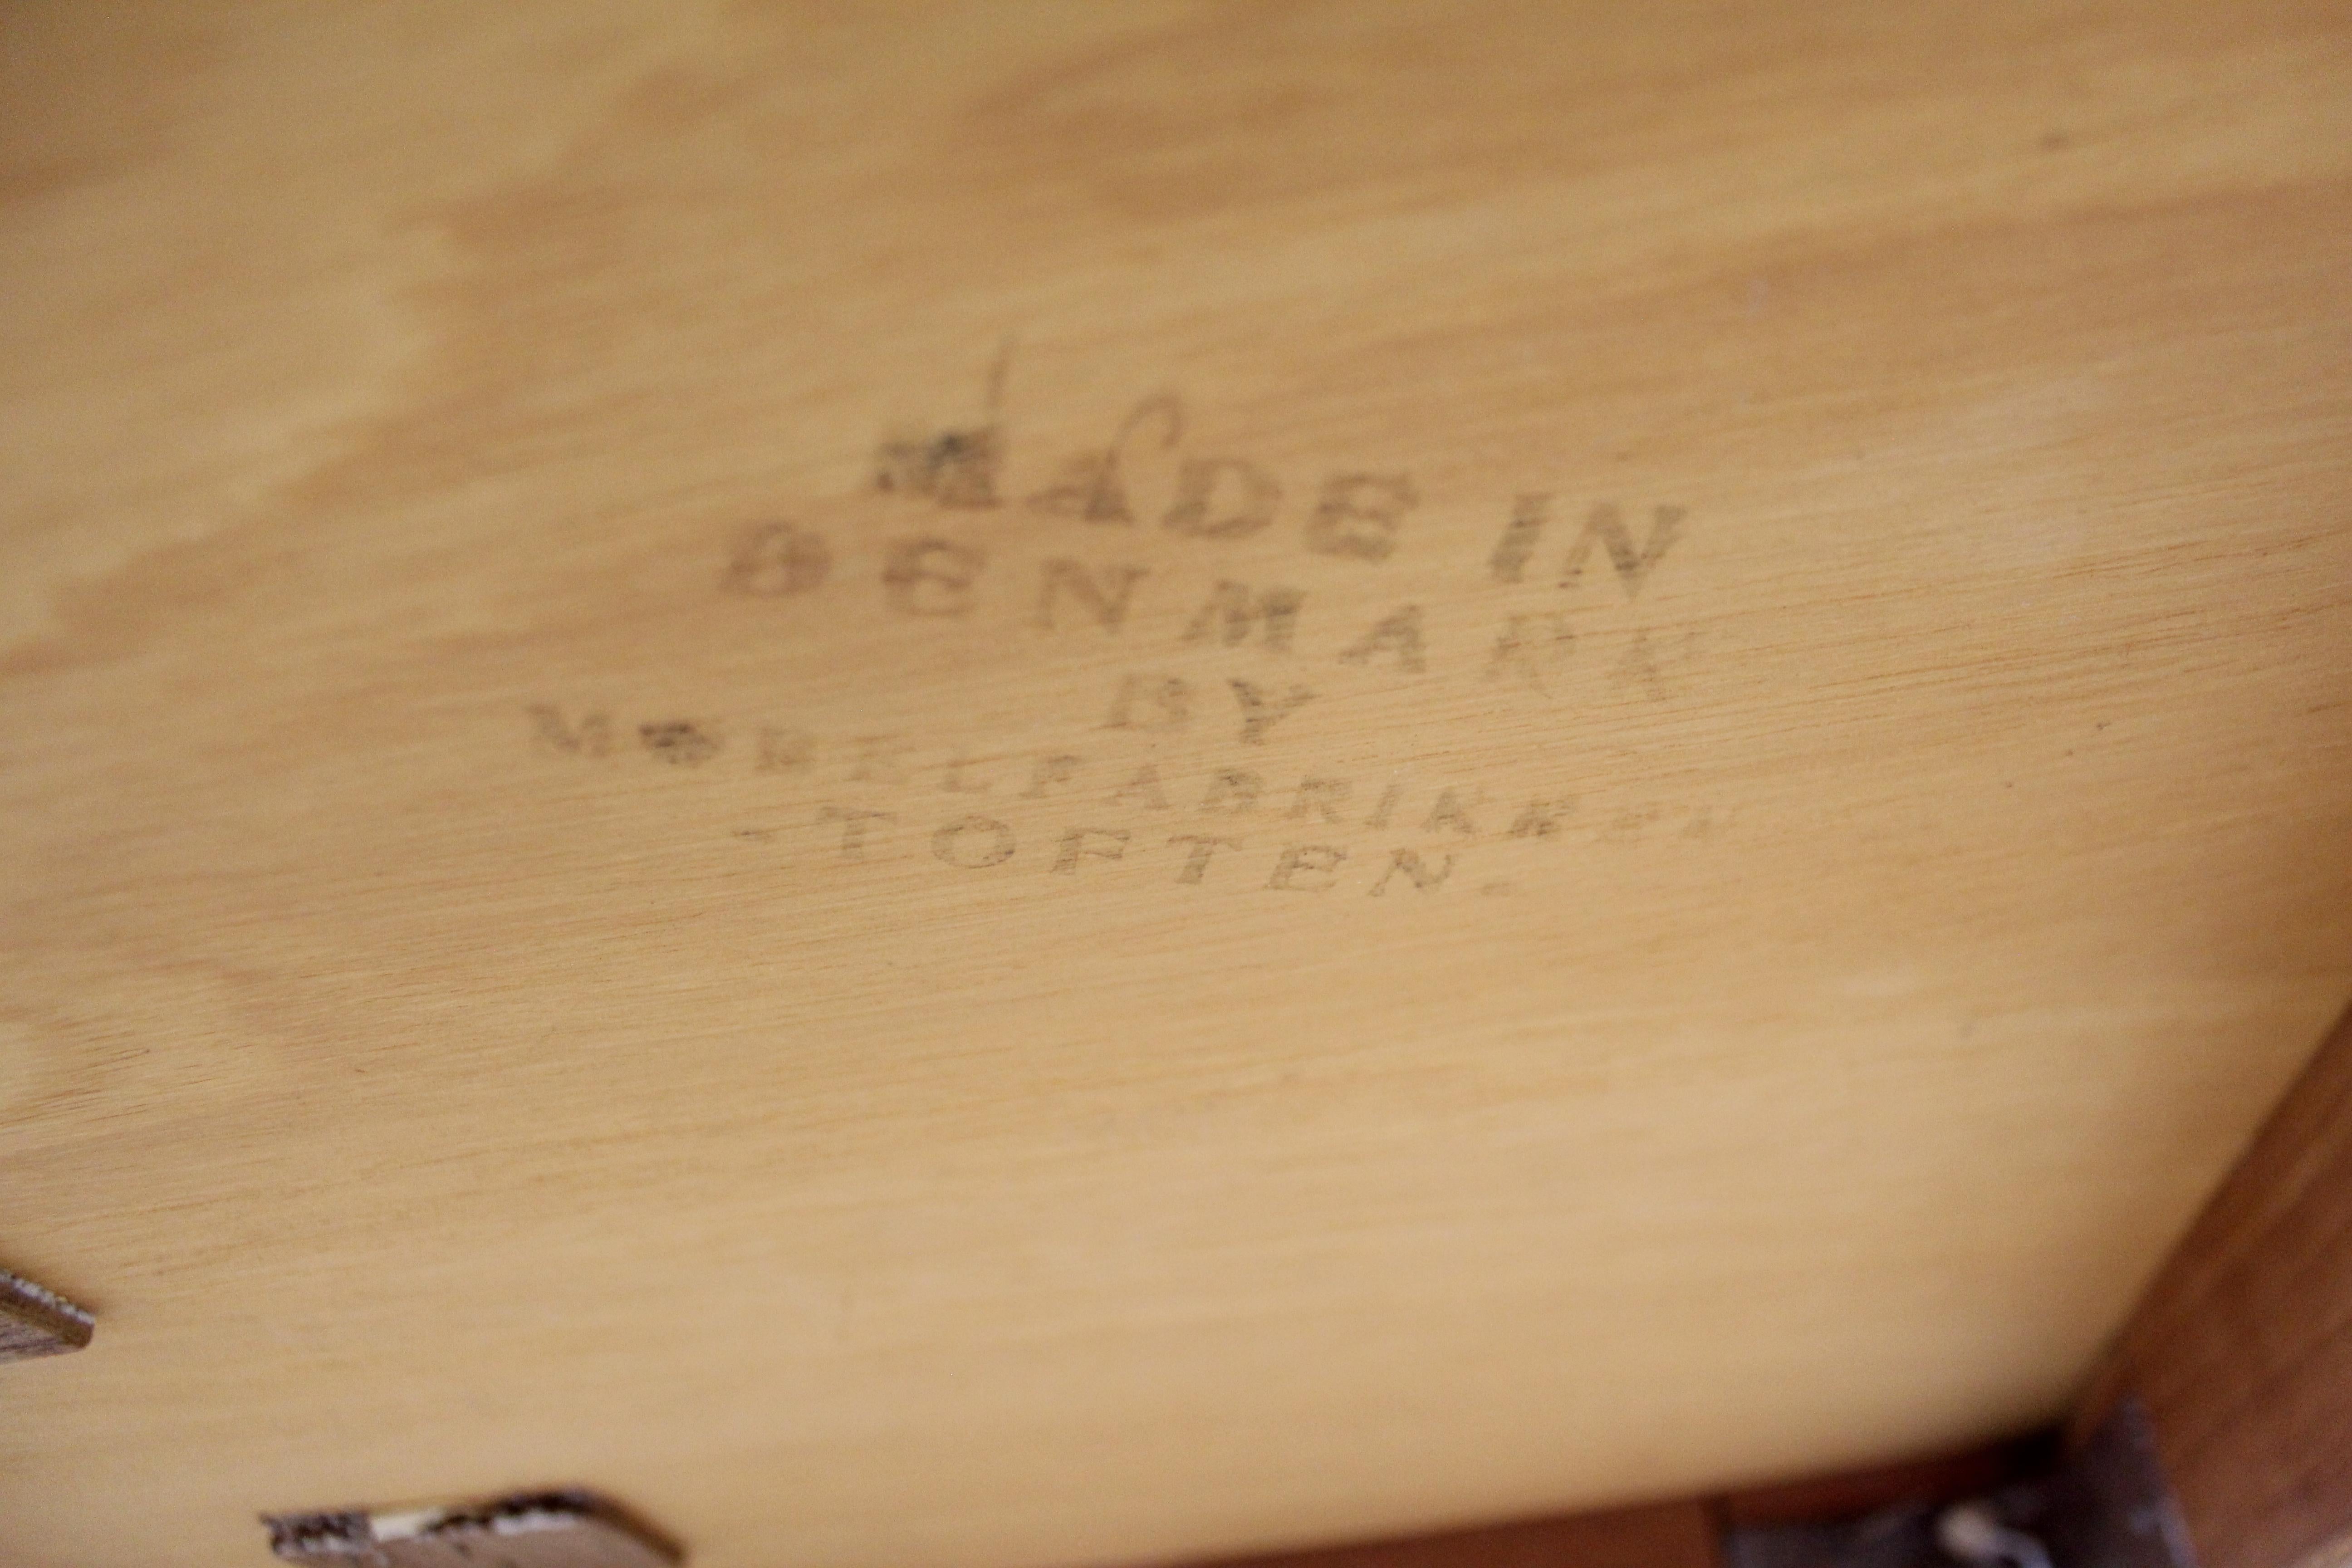 MADE IN
DENMARK
BY
MØBELFABRIKKEN
-TOFTEN-